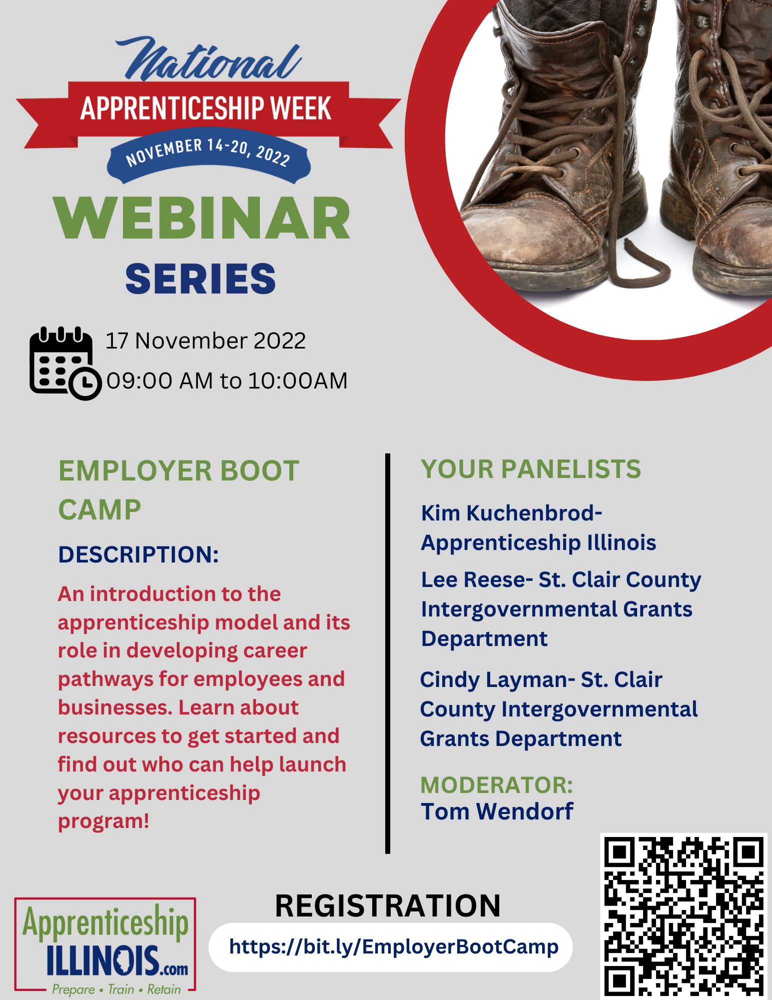 National
APPRENTICESHIP WEEK
NOVEMBER 14-20, 2022
WEBINAR
SERIES
17 November 2022
09:00 AM to 10:00AM
EMPLOYER BOOT
CAMP
DESCRIPTION:
An introduction to the
apprenticeship model and its
role in developing career
pathways for employees and
businesses. Learn about
resources to get started and
find out who can help launch
your apprenticeship
program!
YOUR PANELISTS
Kim Kuchenbrod-
Apprenticeship Illinois
Lee Reese- St. Clair County
Intergovernmental Grants
Department
Cindy Layman- St. Clair
County Intergovernmental
Grants Department
MODERATOR:
Tom Wendorf
REGISTRATION
https://bit.ly/EmployerBootCamp
Apprenticeship
ILLINOIS.com
Prepare • Train • Retain